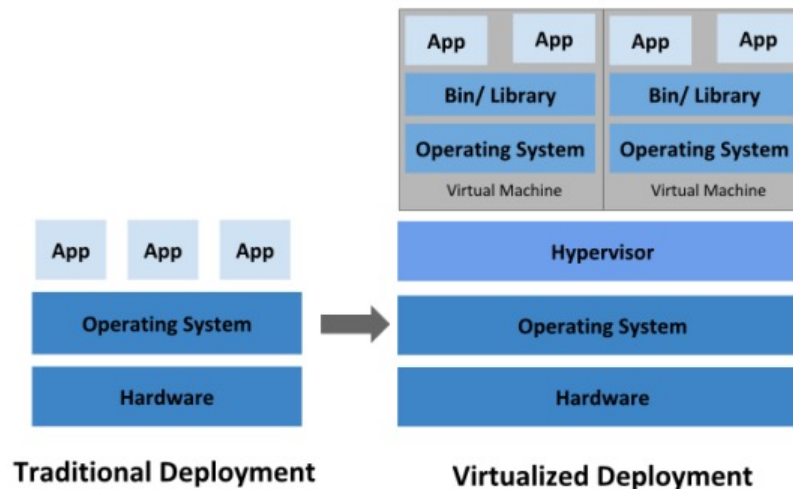 App App App App
Bin/ Library Bin/ Library
Operating System Operating System
Virtual Machine Virtual Machine
App App App
Hypervisor
Operating System
Operating System
Hardware
Hardware
Traditional Deployment
Virtualized Deployment